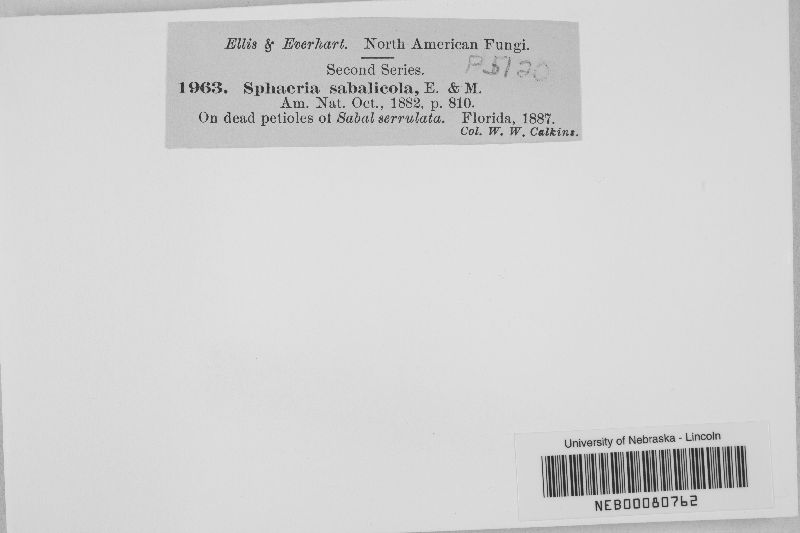 Ellis & Everhart. North American Fungi.
P5120
Second Series.
1963. Sphaeria sabalicola, E. & M.
Am. Nat. Oct., 1882, p. 810.
On dead petioles of Sabal serrulata. Florida, 1887.
Col. W. W. Calkins.
University of Nebraska - Lincoln
NEB00080762